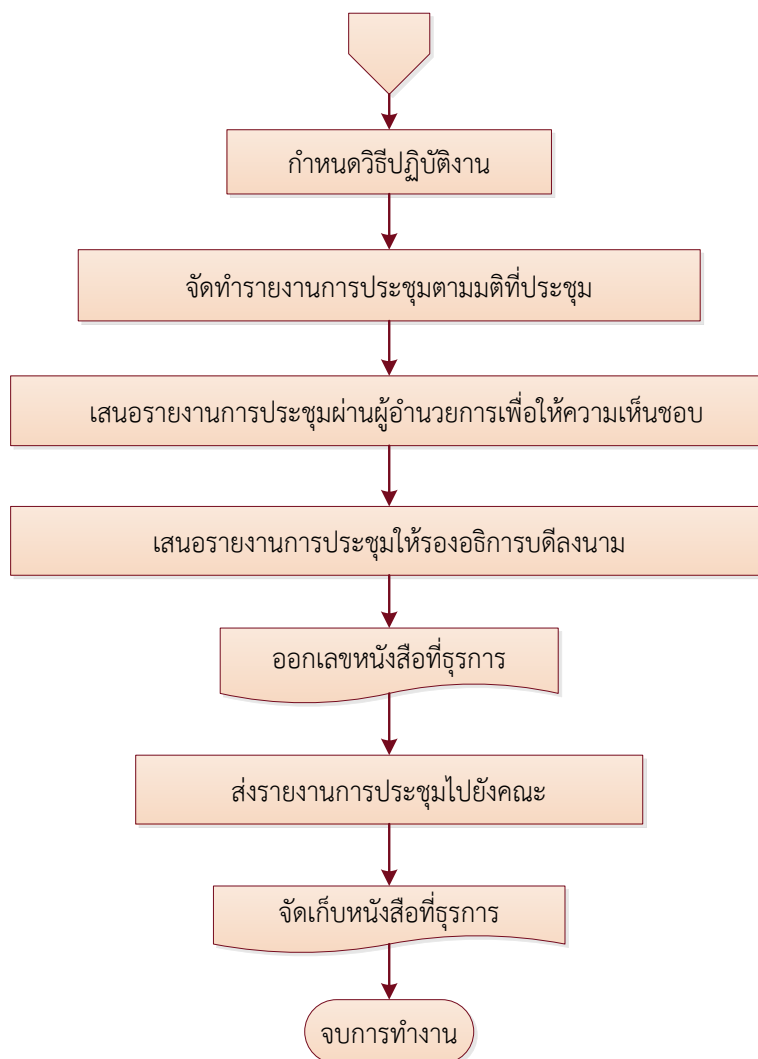 กำหนดวิธีปฏิบัติงาน
จัดทำรายงานการประชุมตามมติที่ประชุม
เสนอรายงานการประชุมผ่านผู้อำนวยการเพื่อให้ความเห็นชอบ
เสนอรายงานการประชุมให้รองอธิการบดีลงนาม
ออกเลขหนังสือที่ธุรการ
ส่งรายงานการประชุมไปยังคณะ
จัดเก็บหนังสือที่ธุรการ
จบการทำงาน